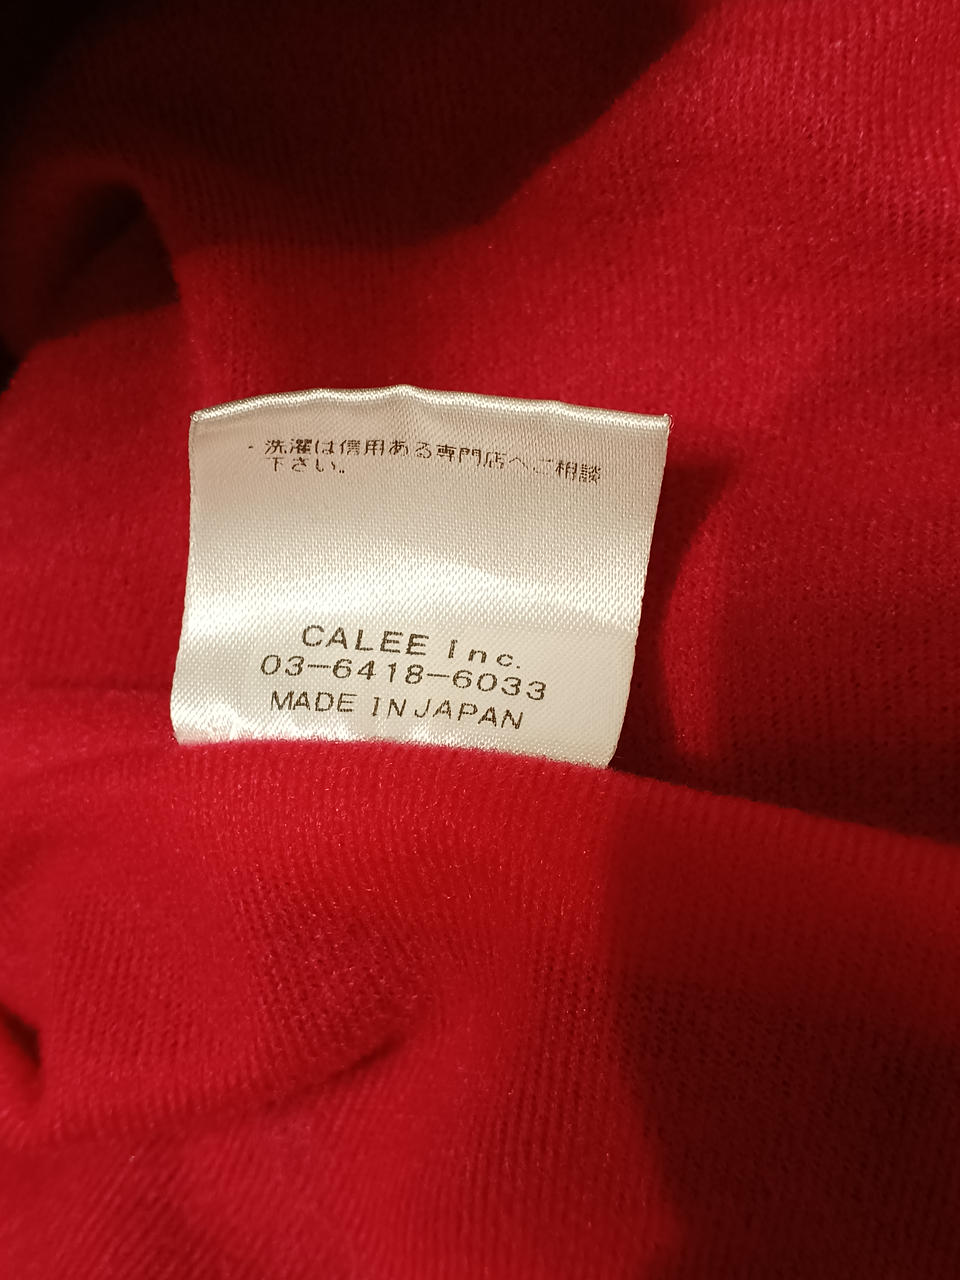 ・洗濯は信用ある専門店へご相談
下さい。
CALEE Inc.
03-6418-6033
MADE IN JAPAN